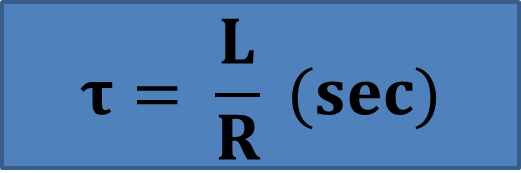 τ = L/R (sec)